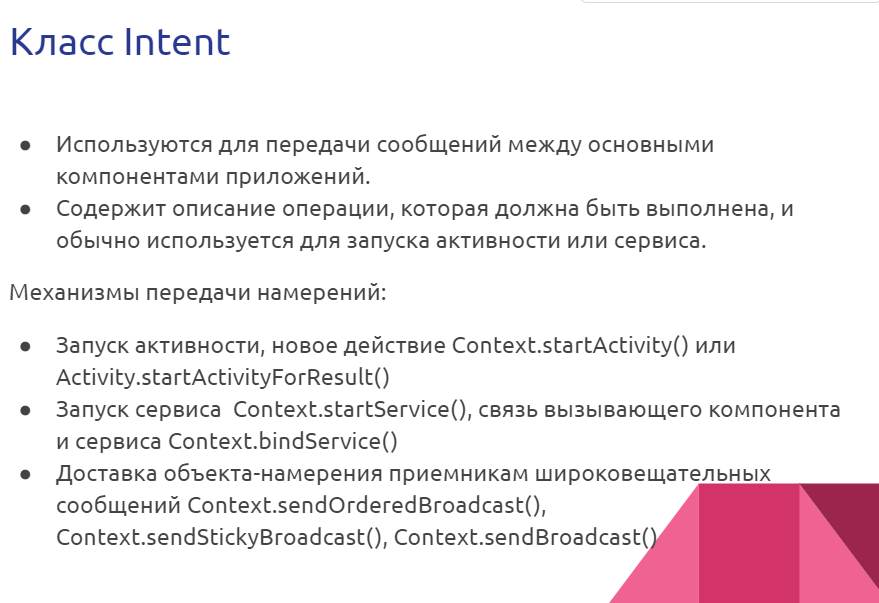 Класс Intent
● Используются для передачи сообщений между основными
компонентами приложений.
● Содержит описание операции, которая должна быть выполнена, и
обычно используется для запуска активности или сервиса.
Механизмы передачи намерений:
● Запуск активности, новое действие Context.startActivity() или
Activity.startActivityForResult()
● Запуск сервиса  Context.startService(), связь вызывающего компонента
и сервиса Context.bindService()
● Доставка объекта-намерения приемникам широковещательных
сообщений Context.sendOrderedBroadcast(),
Context.sendStickyBroadcast(), Context.sendBroadcast()